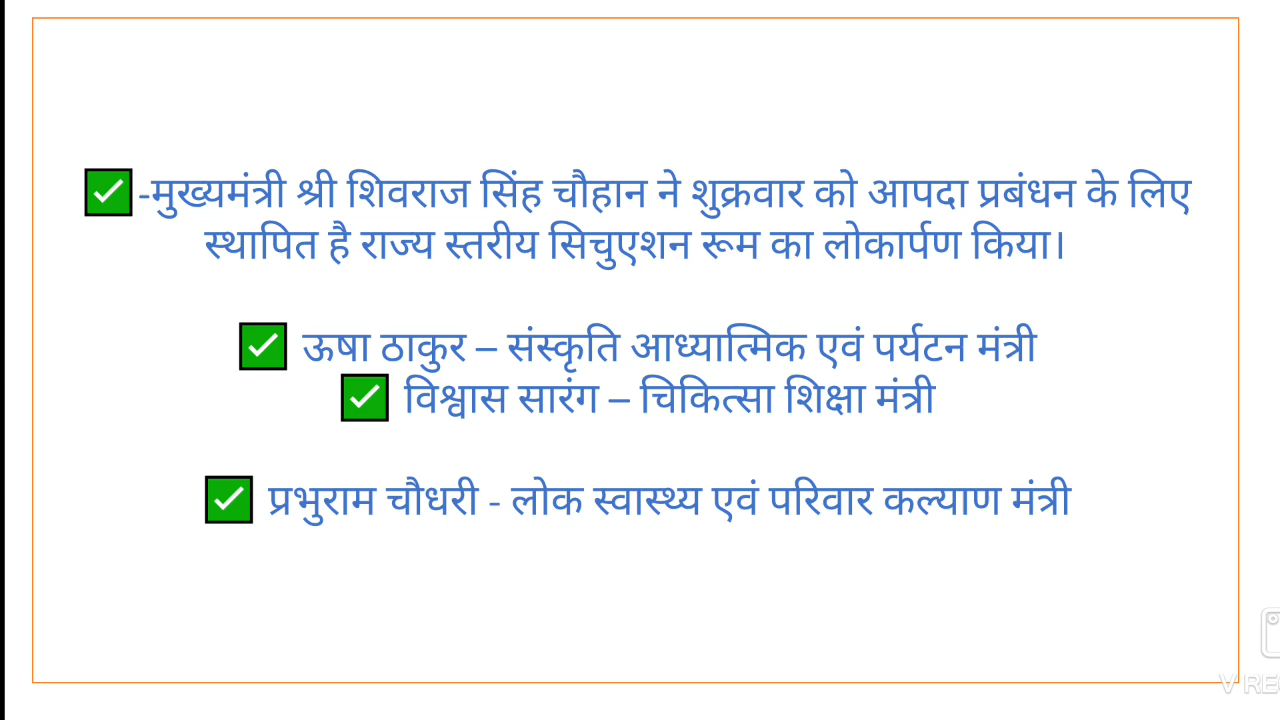 ✅-मुख्यमंत्री श्री शिवराज सिंह चौहान ने शुक्रवार को आपदा प्रबंधन के लिए
स्थापित है राज्य स्तरीय सिचुएशन रूम का लोकार्पण किया।
✅ ऊषा ठाकुर – संस्कृति आध्यात्मिक एवं पर्यटन मंत्री
✅ विश्वास सारंग – चिकित्सा शिक्षा मंत्री
✅ प्रभुराम चौधरी - लोक स्वास्थ्य एवं परिवार कल्याण मंत्री
V REC